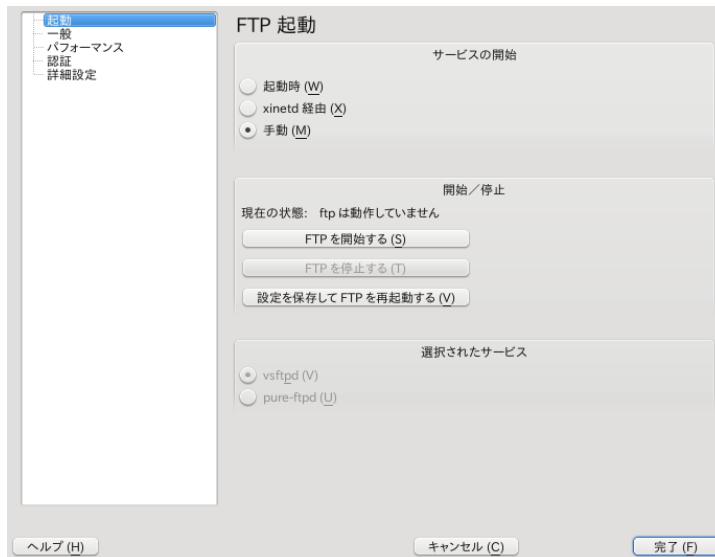 起動
一般
パフォーマンス
認証
詳細設定
FTP 起動
サービスの開始
起動時 (W)
xinetd 経由 (X)
手動 (M)
開始／停止
現在の状態: ftp は動作していません
FTP を開始する (S)
FTP を停止する (T)
設定を保存して FTP を再起動する (V)
選択されたサービス
vsftpd (V)
pure-ftpd (U)
ヘルプ (H)
キャンセル (C)
完了 (F)